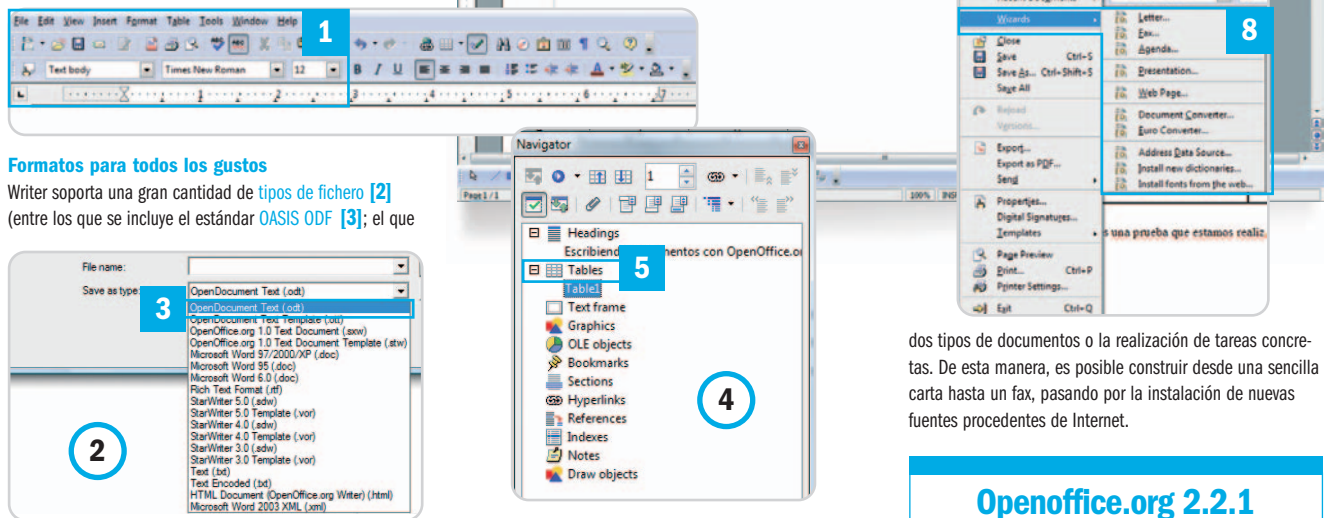 File Edit View Insert Format Table Tools Window Help
1
Text body Times New Roman 12 B I U
1 2 3 4 5 6 7
Formatos para todos los gustos
Writer soporta una gran cantidad de tipos de fichero [2]
(entre los que se incluye el estándar OASIS ODF [3]; el que
File name:
Save as type: OpenDocument Text (.odt)
3
OpenDocument Text (.odt)
OpenDocument Text Template (.ott)
OpenOffice.org 1.0 Text Document (.sxw)
OpenOffice.org 1.0 Text Document Template (.stw)
Microsoft Word 97/2000/XP (.doc)
Microsoft Word 95 (.doc)
Microsoft Word 6.0 (.doc)
Rich Text Format (.rtf)
StarWriter 5.0 (.sdw)
StarWriter 5.0 Template (.vor)
StarWriter 4.0 (.sdw)
StarWriter 4.0 Template (.vor)
StarWriter 3.0 (.sdw)
StarWriter 3.0 Template (.vor)
Text (.txt)
Text Encoded (.txt)
HTML Document (OpenOffice.org Writer) (.html)
Microsoft Word 2003 XML (.xml)
2
Page 1 / 1
Navigator
1
Headings
Escribiend entos con OpenOffice.or
5
Tables
Table1
Text frame
Graphics
OLE objects
Bookmarks
Sections
Hyperlinks
References
Indexes
Notes
Draw objects
4
100% INS
Wizards
Close
Save Ctrl+S
Save As... Ctrl+Shift+S
Save All
Reload
Versions...
Export...
Export as PDF...
Send
Properties...
Digital Signatures...
Templates
Page Preview
Print... Ctrl+P
Printer Settings...
Exit Ctrl+Q
8
Letter...
Fax...
Agenda...
Presentation...
Web Page...
Document Converter...
Euro Converter...
Address Data Source...
Install new dictionaries...
Install fonts from the web...
s una prueba que estamos realiz
dos tipos de documentos o la realización de tareas concre-
tas. De esta manera, es posible construir desde una sencilla
carta hasta un fax, pasando por la instalación de nuevas
fuentes procedentes de Internet.
Openoffice.org 2.2.1